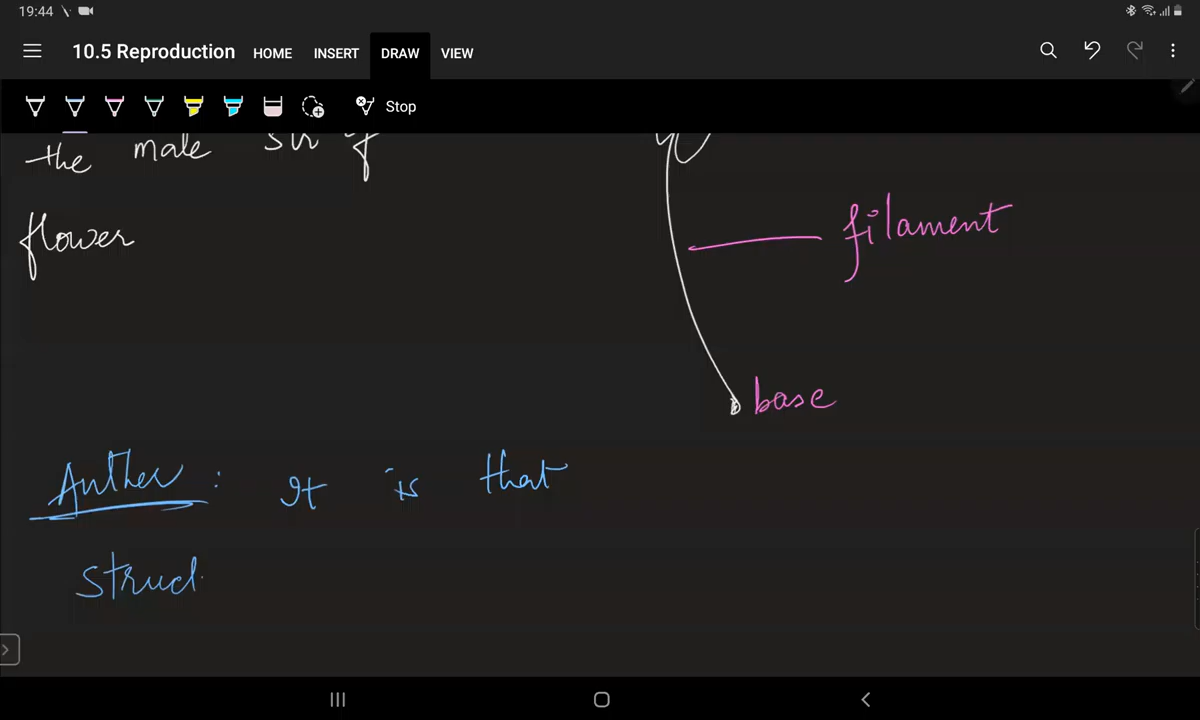 19:44
10.5 Reproduction HOME INSERT DRAW VIEW
Stop
the male
flower
filament
base
Anther : It is that
struct